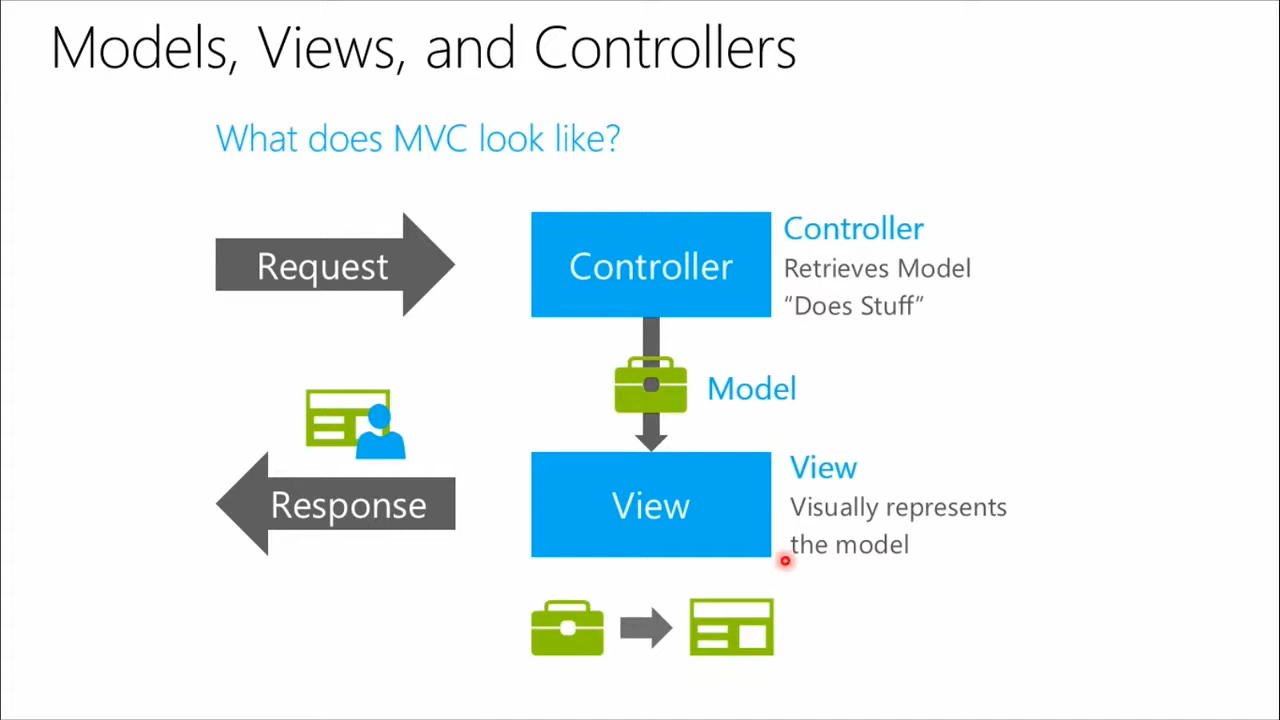 Models, Views, and Controllers
What does MVC look like?
Request
Controller
Controller
Retrieves Model
“Does Stuff”
Model
Response
View
View
Visually represents
the model